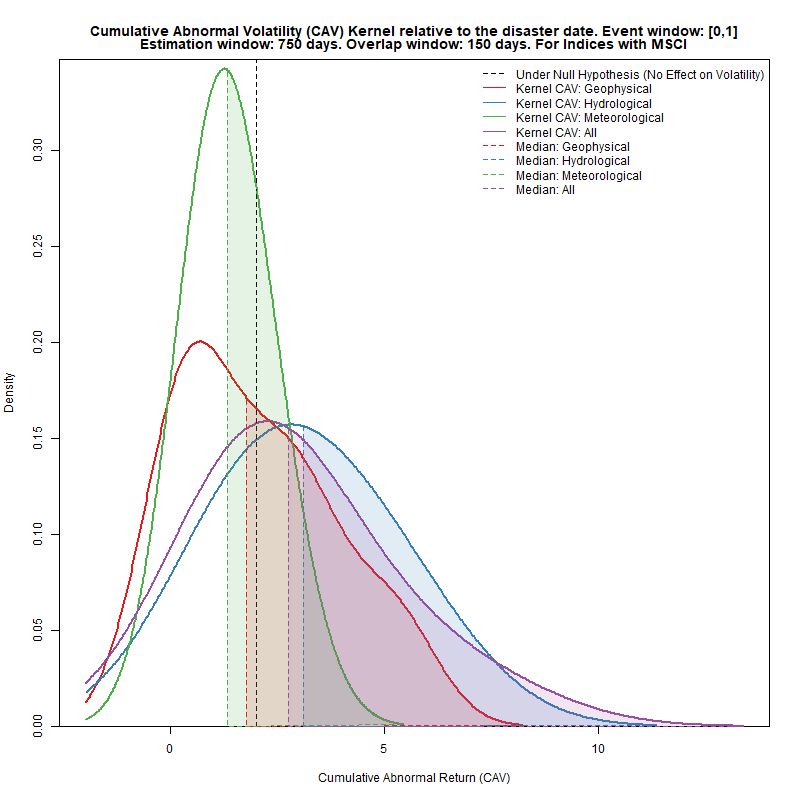 Cumulative Abnormal Volatility (CAV) Kernel relative to the disaster date. Event window: [0,1]
Estimation window: 750 days. Overlap window: 150 days. For Indices with MSCI
Under Null Hypothesis (No Effect on Volatility)
Kernel CAV: Geophysical
Kernel CAV: Hydrological
Kernel CAV: Meteorological
Kernel CAV: All
Median: Geophysical
Median: Hydrological
Median: Meteorological
Median: All
Density
0.30
0.25
0.20
0.15
0.10
0.05
0.00
0 5 10
Cumulative Abnormal Return (CAV)